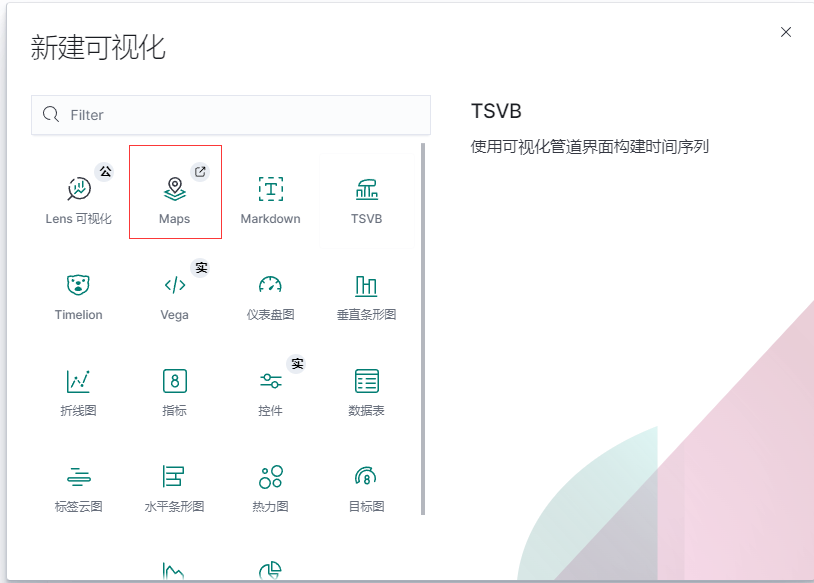 新建可视化
Filter
TSVB
使用可视化管道界面构建时间序列
公
Lens 可视化
Maps
T
Markdown
TSVB
实
Timelion
Vega
仪表盘图
垂直条形图
实
8
折线图
指标
控件
数据表
8
标签云图
水平条形图
热力图
目标图